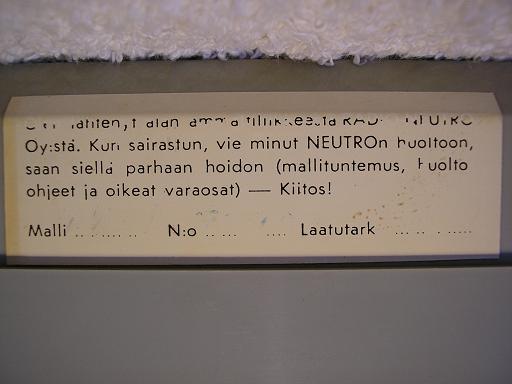 alan
Oy:stä. Kun sairastun, vie minut NEUTROn huoltoon,
saan siellä parhaan hoidon (mallituntemus, huolto
ohjeet ja oikeat varaosat) — Kiitos!
Malli ........ N:o ..... .... Laatutark ..... . .....